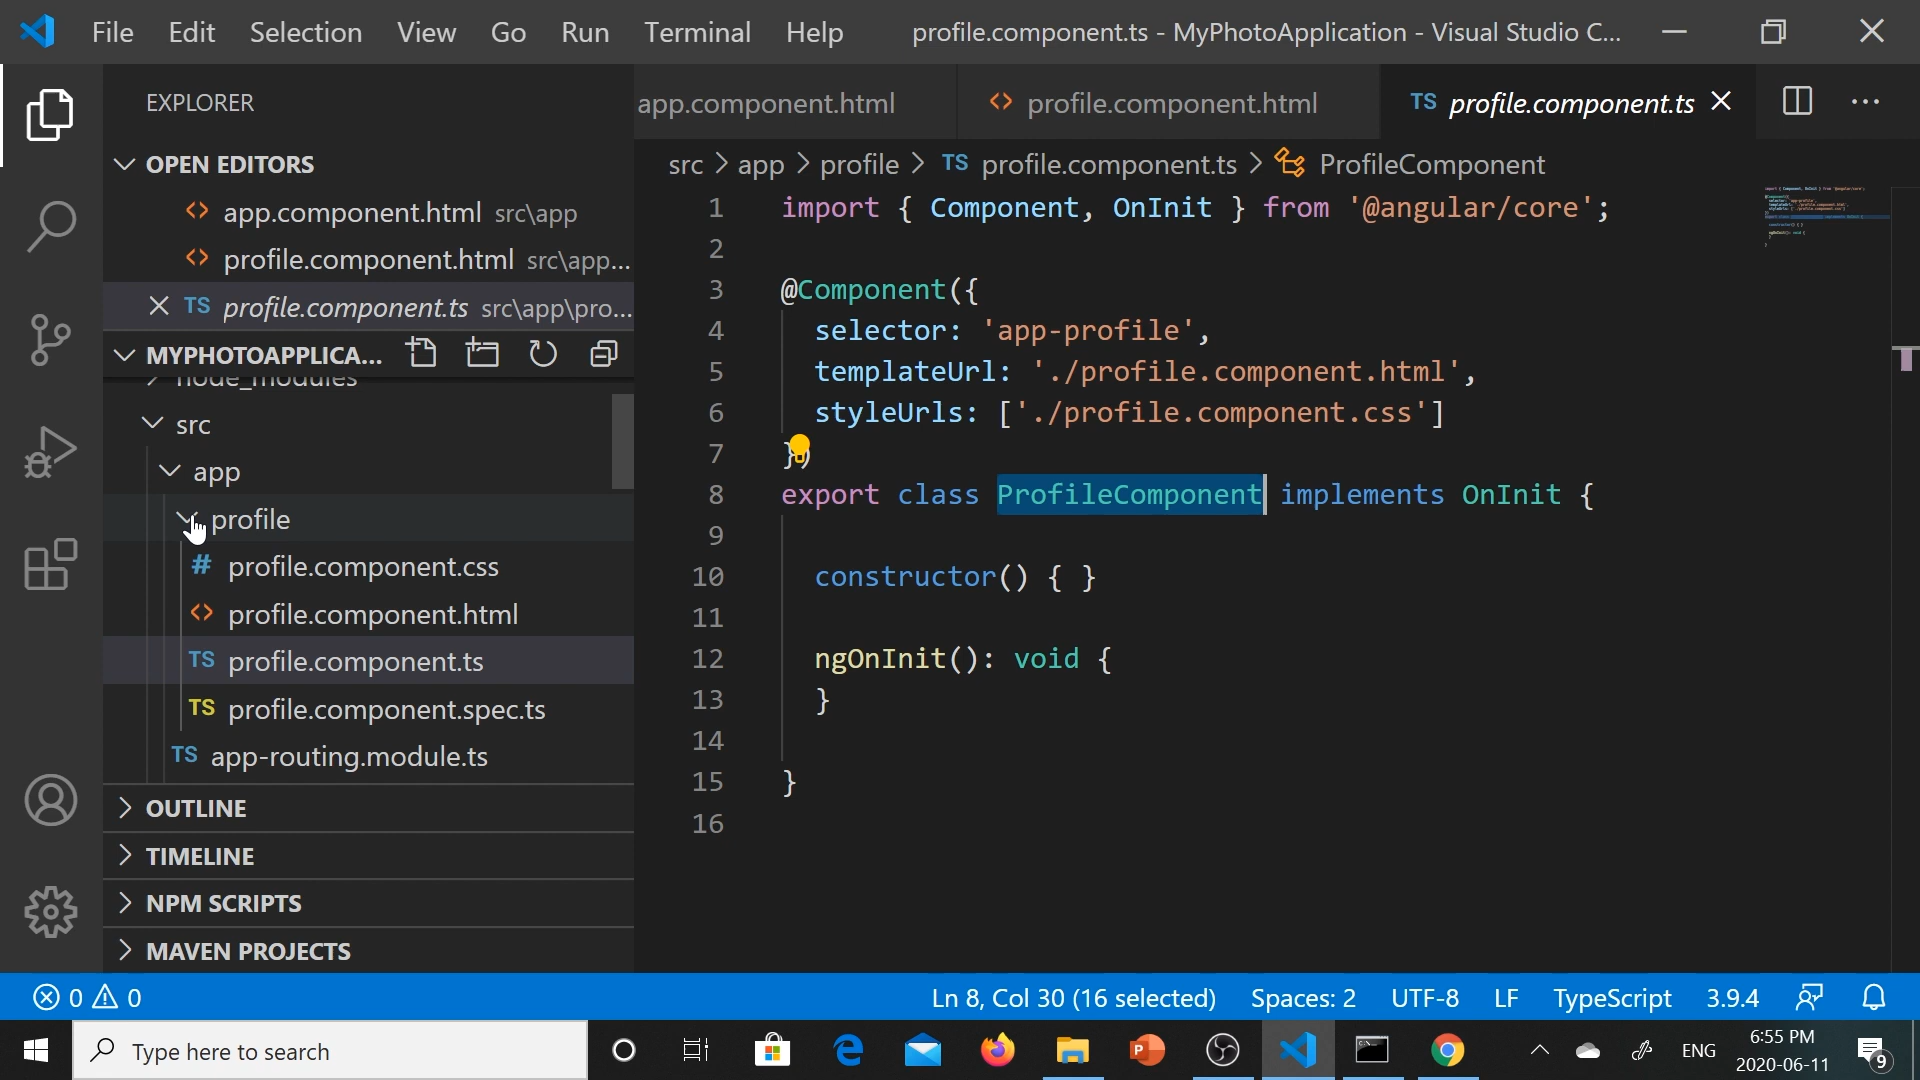 File Edit Selection View Go Run Terminal Help profile.component.ts - MyPhotoApplication - Visual Studio C...
EXPLORER
OPEN EDITORS
app.component.html src\app
profile.component.html src\app...
TS profile.component.ts src\app\pro...
MYPHOTOAPPLICA...
node_modules
src
app
profile
# profile.component.css
profile.component.html
TS profile.component.ts
TS profile.component.spec.ts
TS app-routing.module.ts
OUTLINE
TIMELINE
NPM SCRIPTS
MAVEN PROJECTS
app.component.html profile.component.html TS profile.component.ts
src > app > profile > TS profile.component.ts > ProfileComponent
1 import { Component, OnInit } from '@angular/core';
2
3 @Component({
4 selector: 'app-profile',
5 templateUrl: './profile.component.html',
6 styleUrls: ['./profile.component.css']
7 })
8 export class ProfileComponent implements OnInit {
9
10 constructor() { }
11
12 ngOnInit(): void {
13 }
14
15 }
16
0 0 Ln 8, Col 30 (16 selected) Spaces: 2 UTF-8 LF TypeScript 3.9.4
Type here to search
ENG
6:55 PM
2020-06-11
9